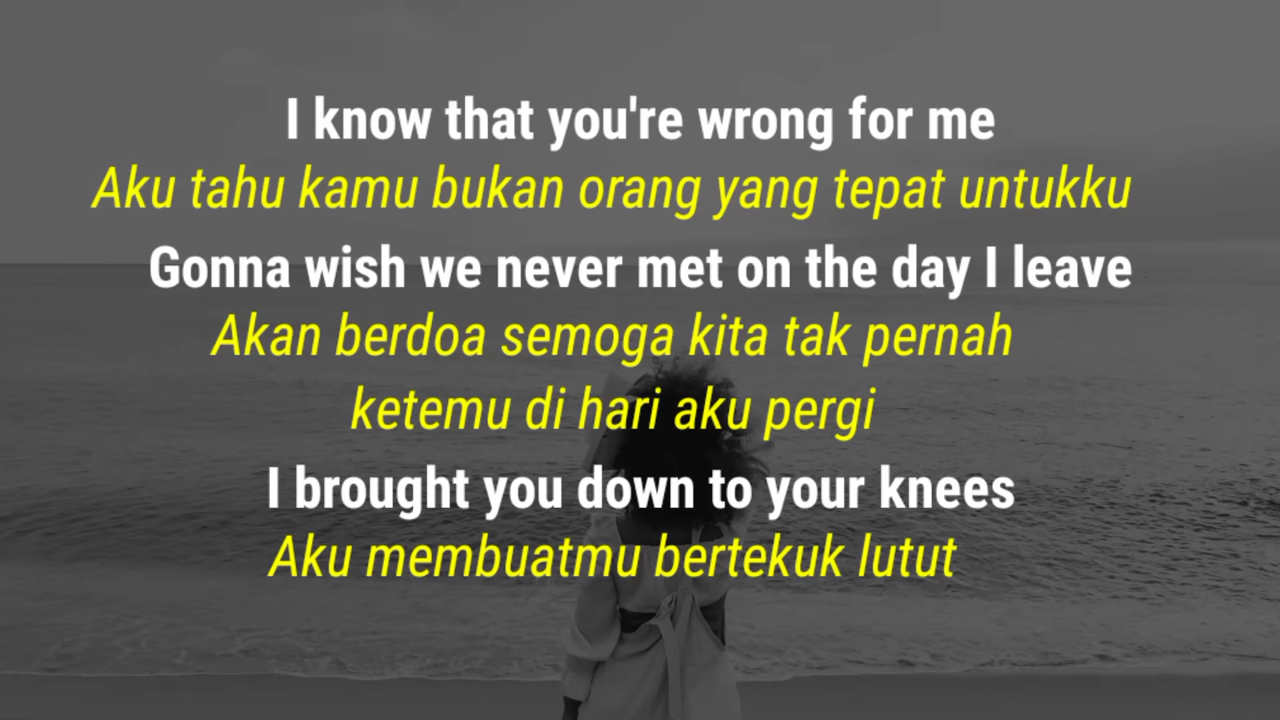 I know that you're wrong for me
Aku tahu kamu bukan orang yang tepat untukku
Gonna wish we never met on the day I leave
Akan berdoa semoga kita tak pernah
ketemu di hari aku pergi
I brought you down to your knees
Aku membuatmu bertekuk lutut